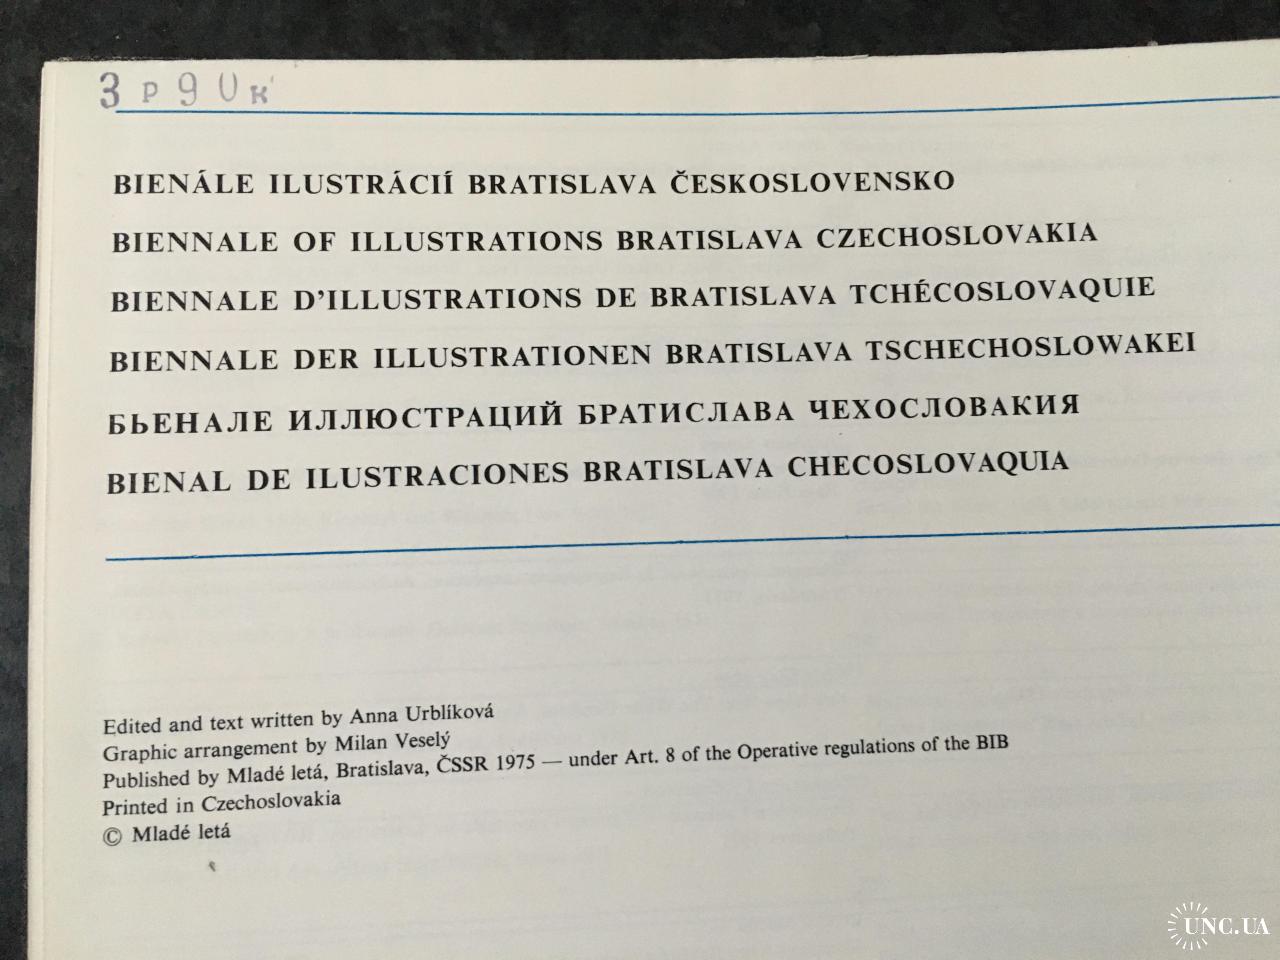 3 р 90 к
BIENÁLE ILUSTRÁCIÍ BRATISLAVA ČESKOSLOVENSKO
BIENNALE OF ILLUSTRATIONS BRATISLAVA CZECHOSLOVAKIA
BIENNALE D'ILLUSTRATIONS DE BRATISLAVA TCHÉCOSLOVAQUIE
BIENNALE DER ILLUSTRATIONEN BRATISLAVA TSCHECHOSLOWAKEI
БЬЕНАЛЕ ИЛЛЮСТРАЦИЙ БРАТИСЛАВА ЧЕХОСЛОВАКИЯ
BIENAL DE ILUSTRACIONES BRATISLAVA CHECOSLOVAQUIA
Edited and text written by Anna Urblíková
Graphic arrangement by Milan Veselý
Published by Mladé letá, Bratislava, ČSSR 1975 — under Art. 8 of the Operative regulations of the BIB
Printed in Czechoslovakia
© Mladé letá
UNC.UA